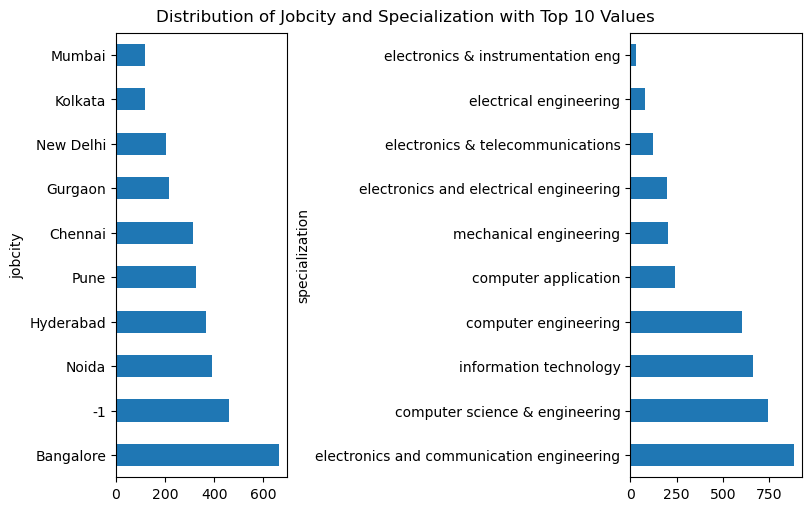 Distribution of Jobcity and Specialization with Top 10 Values
jobcity
Mumbai
Kolkata
New Delhi
Gurgaon
Chennai
Pune
Hyderabad
Noida
-1
Bangalore
0 200 400 600
specialization
electronics & instrumentation eng
electrical engineering
electronics & telecommunications
electronics and electrical engineering
mechanical engineering
computer application
computer engineering
information technology
computer science & engineering
electronics and communication engineering
0 250 500 750